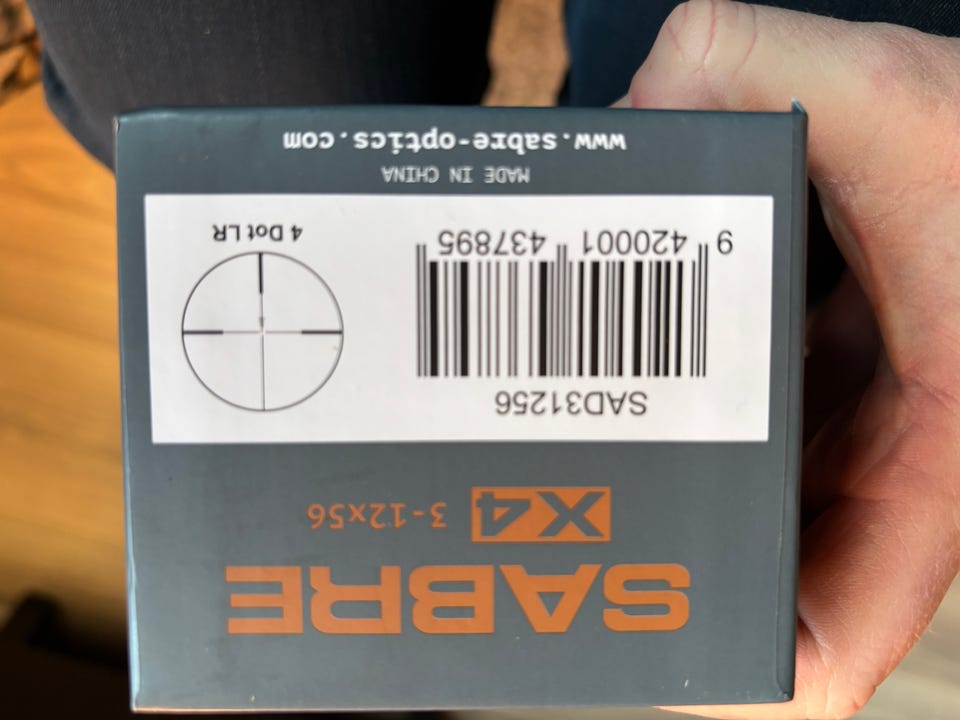 SABRE
X4 3-12x56
SAD31256
9 420001 437895
4 Dot LR
MADE IN CHINA
www.sabre-optics.com